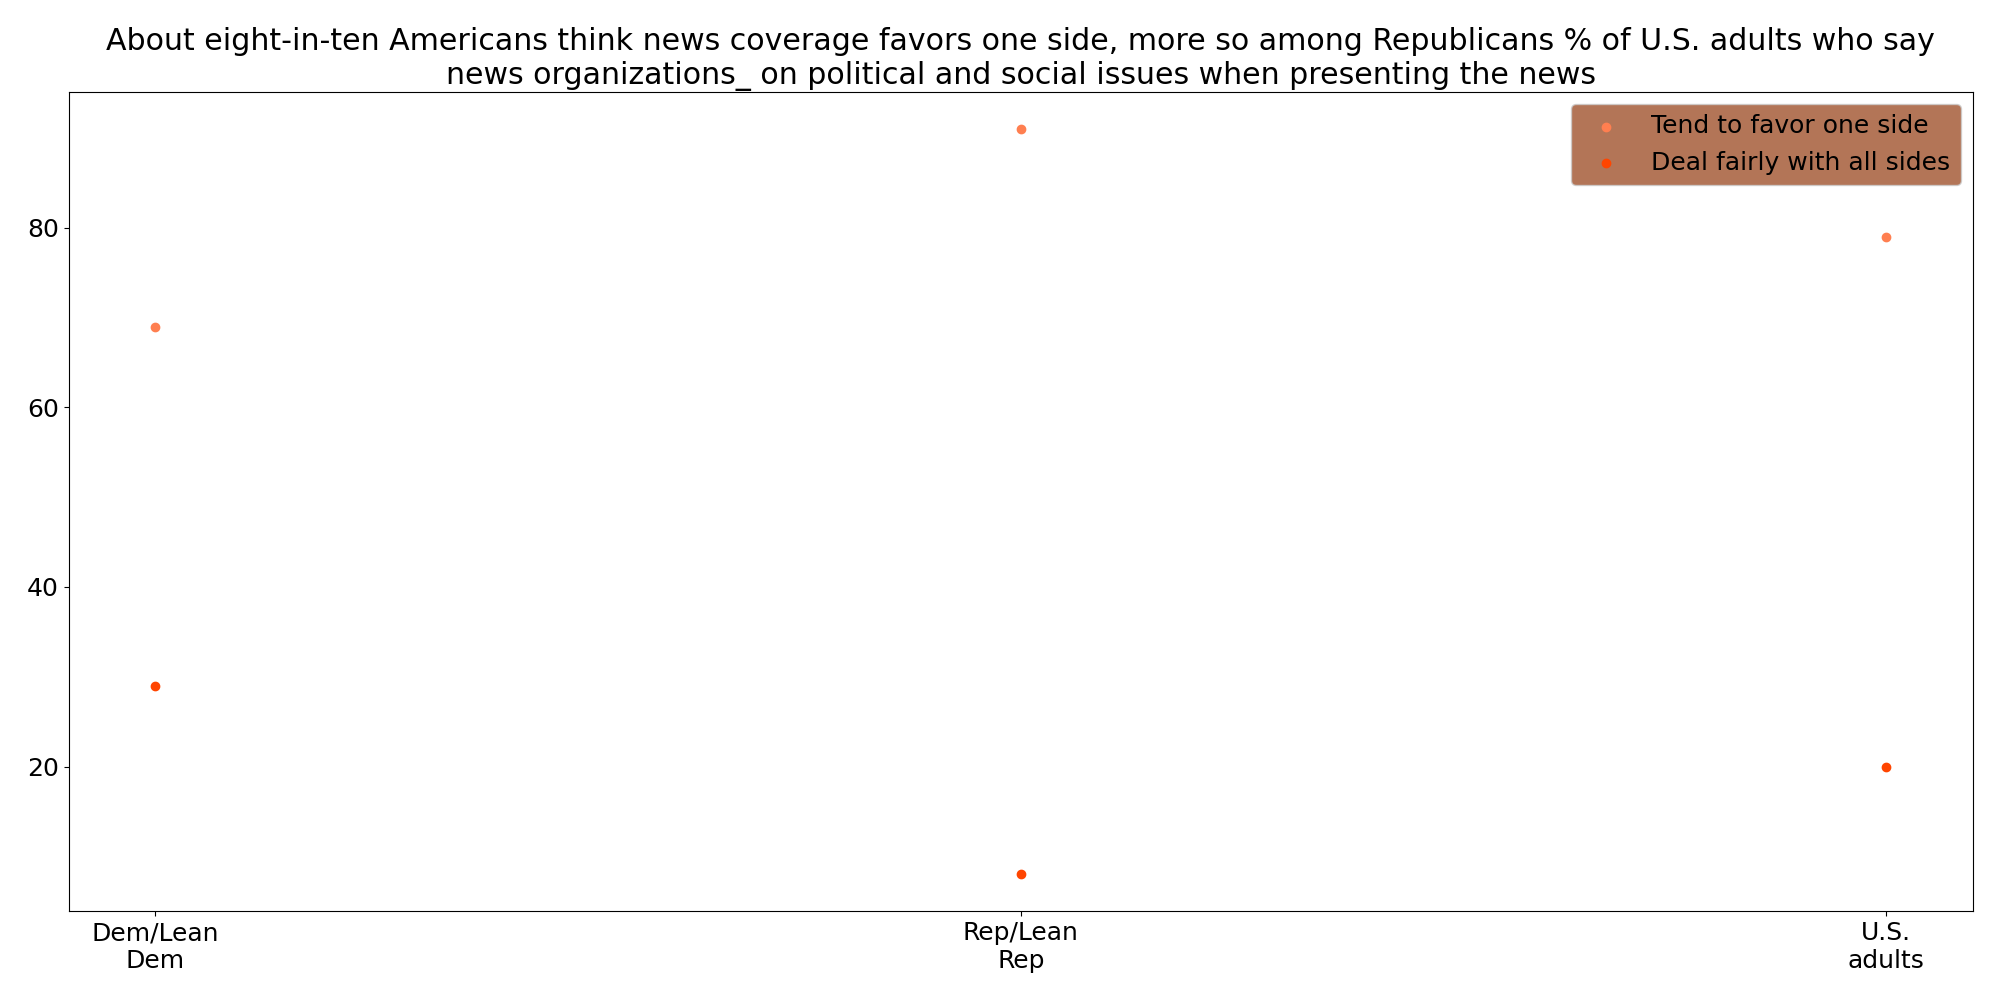 About eight-in-ten Americans think news coverage favors one side, more so among Republicans % of U.S. adults who say
news organizations_ on political and social issues when presenting the news
Tend to favor one side
Deal fairly with all sides
80
60
40
20
Dem/Lean
Dem
Rep/Lean
Rep
U.S.
adults